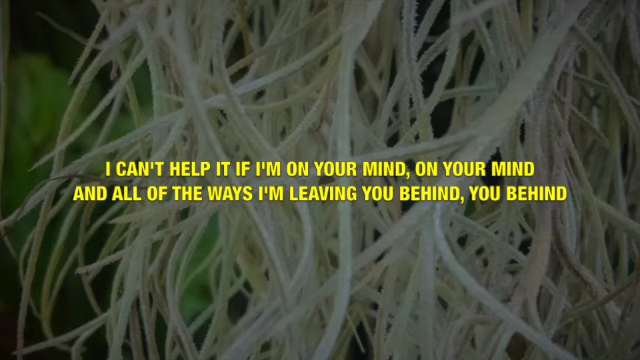 I CAN'T HELP IT IF I'M ON YOUR MIND, ON YOUR MIND
AND ALL OF THE WAYS I'M LEAVING YOU BEHIND, YOU BEHIND